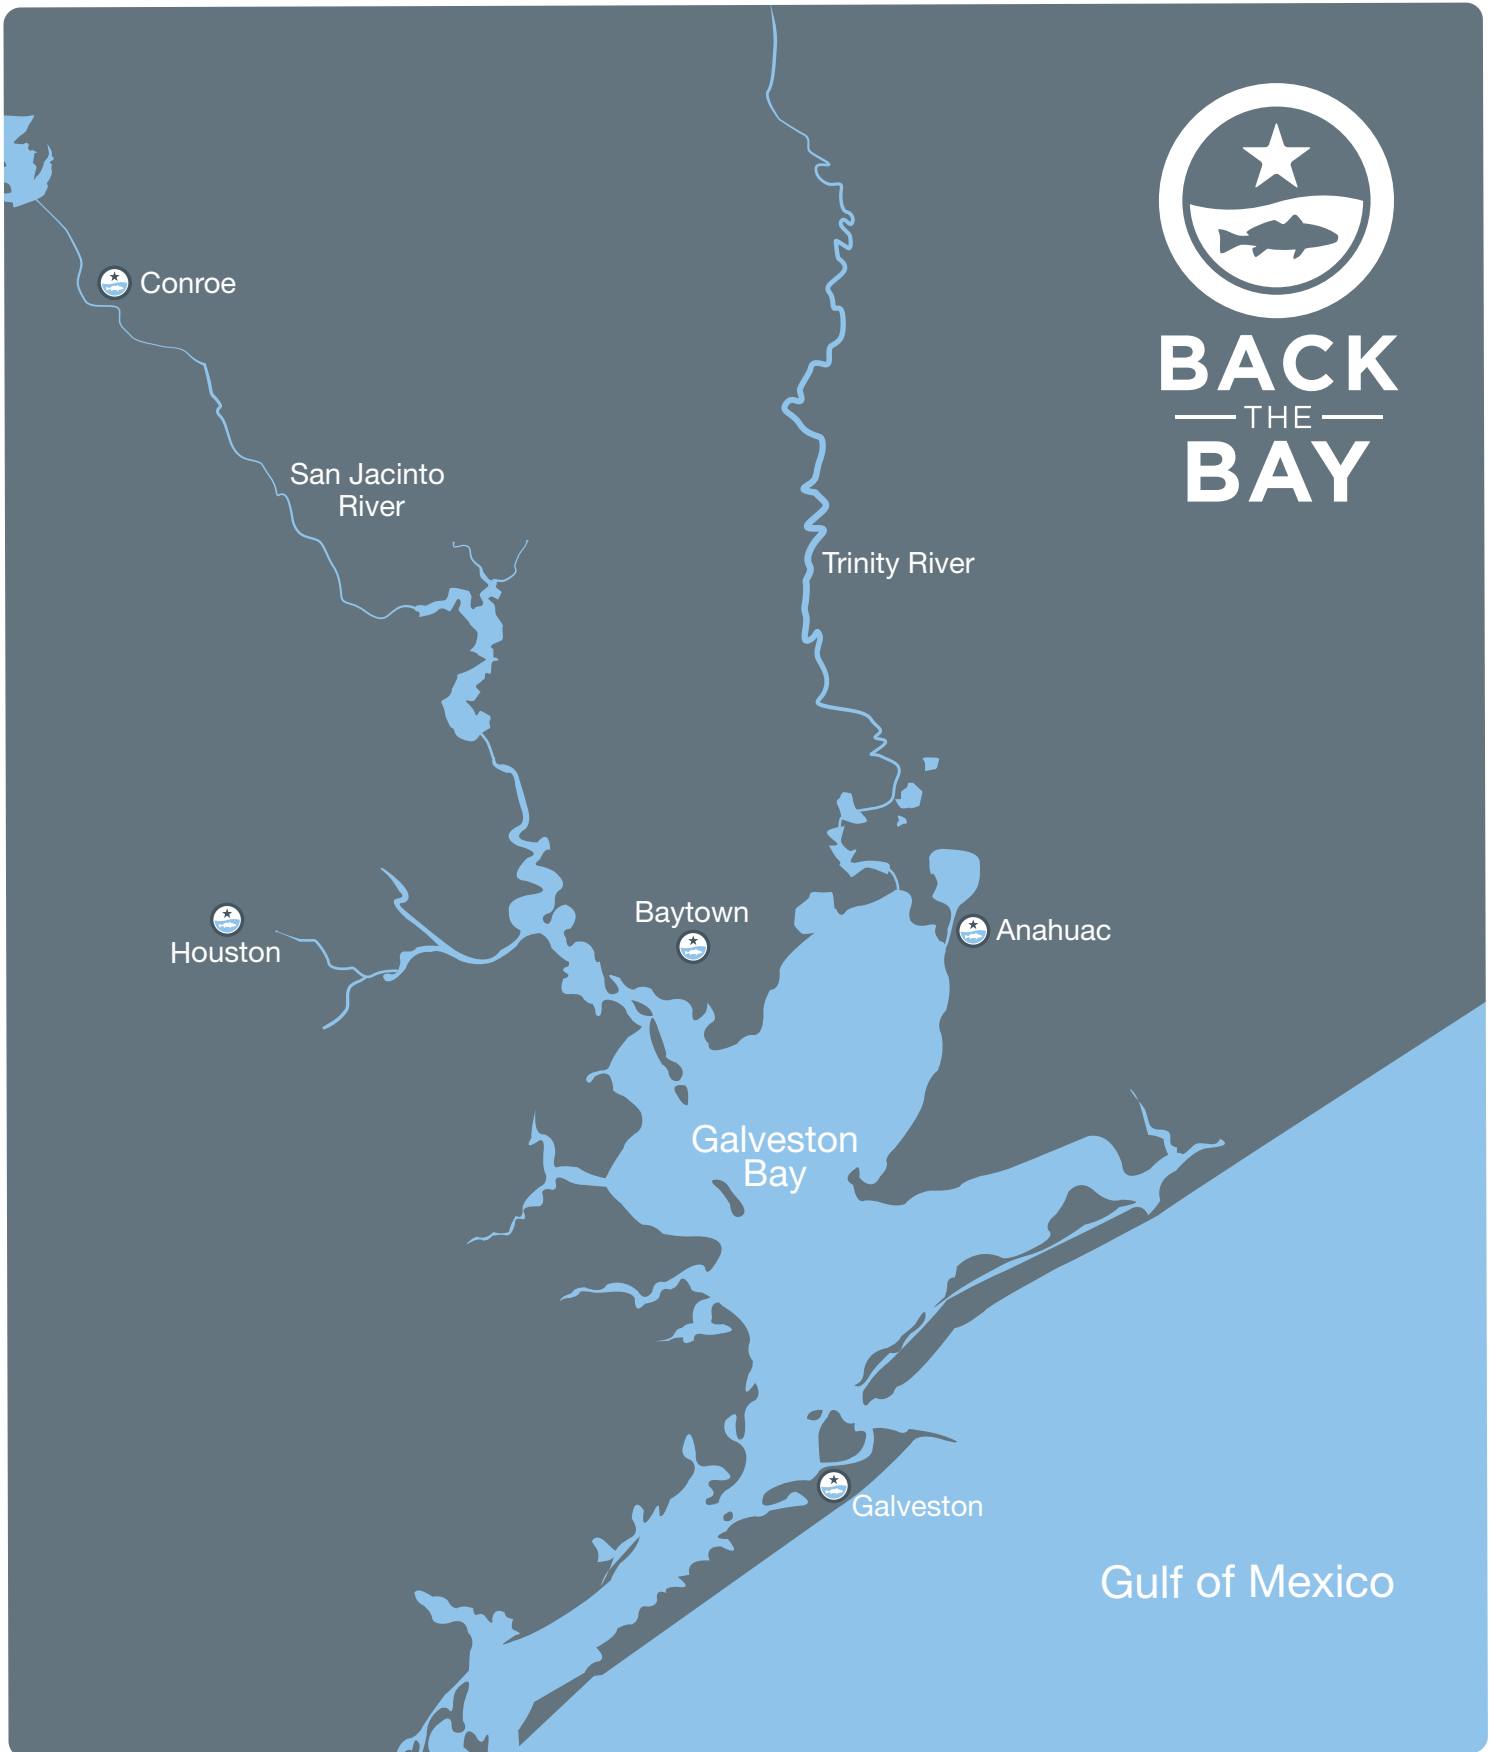 BACK
THE
BAY
Conroe
San Jacinto
River
Trinity River
Baytown
Houston
Anahuac
Galveston
Bay
Galveston
Gulf of Mexico